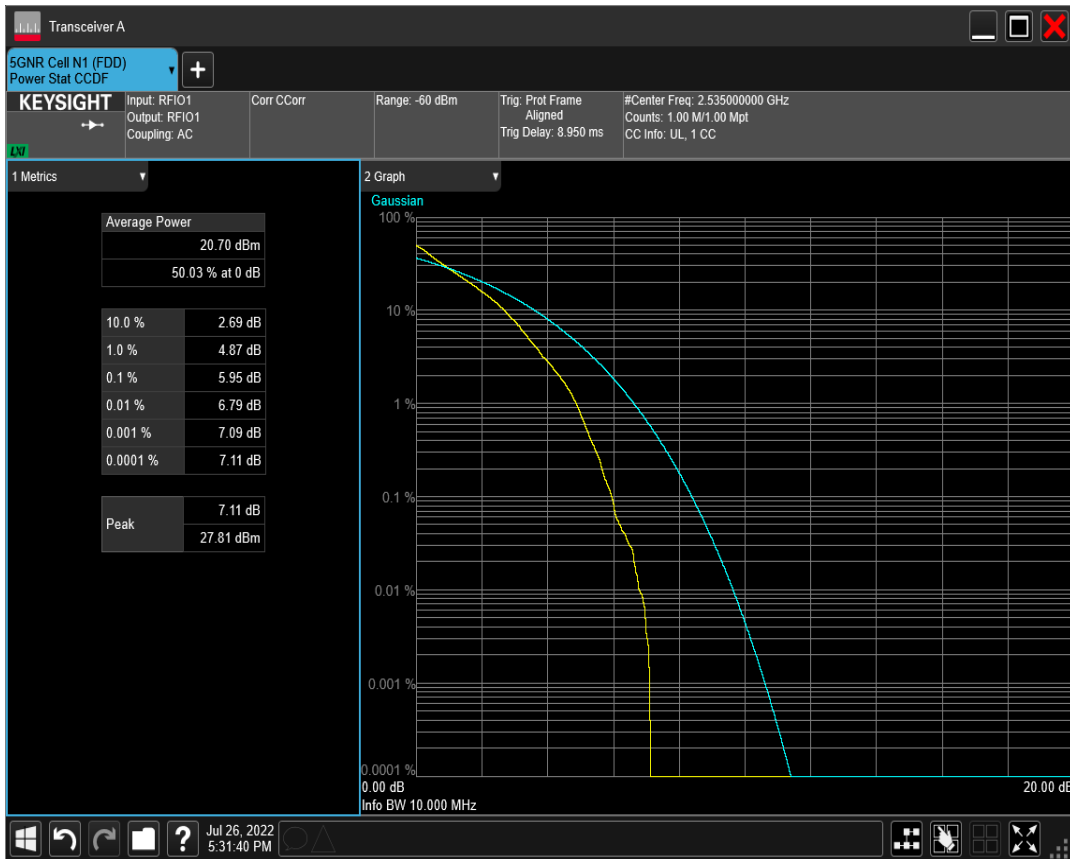 Transceiver A
5GNR Cell N1 (FDD)
Power Stat CCDF
+
KEYSIGHT
LXI
Input: RFIO1
Output: RFIO1
Coupling: AC
Corr CCorr
Range: -60 dBm
Trig: Prot Frame
Aligned
Trig Delay: 8.950 ms
#Center Freq: 2.535000000 GHz
Counts: 1.00 M/1.00 Mpt
CC Info: UL, 1 CC
1 Metrics
Average Power
20.70 dBm
50.03 % at 0 dB
10.0 % 2.69 dB
1.0 % 4.87 dB
0.1 % 5.95 dB
0.01 % 6.79 dB
0.001 % 7.09 dB
0.0001 % 7.11 dB
Peak
7.11 dB
27.81 dBm
2 Graph
Gaussian
100 %
10 %
1 %
0.1 %
0.01 %
0.001 %
0.0001 %
0.00 dB 20.00 dB
Info BW 10.000 MHz
?
Jul 26, 2022
5:31:40 PM